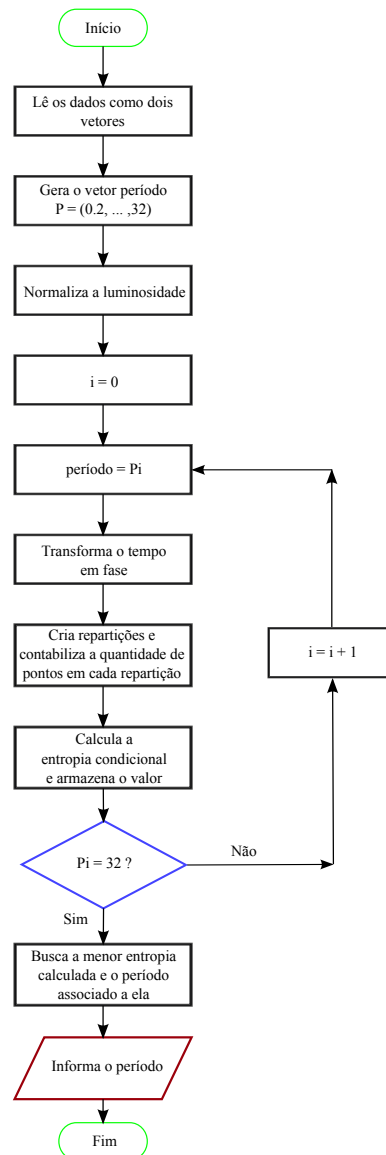 Início
Lê os dados como dois
vetores
Gera o vetor período
P = (0.2, ... ,32)
Normaliza a luminosidade
i = 0
período = Pi
Transforma o tempo
em fase
Cria repartições e
contabiliza a quantidade de
pontos em cada repartição
i = i + 1
Calcula a
entropia condicional
e armazena o valor
Pi = 32 ?
Não
Sim
Busca a menor entropia
calculada e o período
associado a ela
Informa o período
Fim